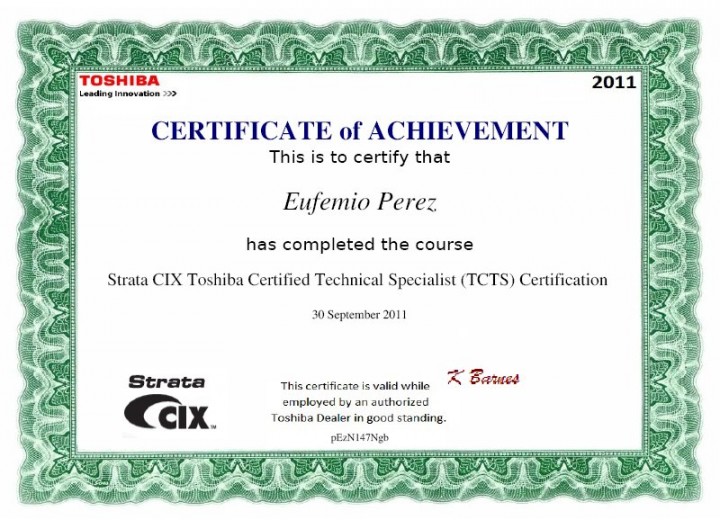 TOSHIBA
Leading Innovation >>>
2011
CERTIFICATE of ACHIEVEMENT
This is to certify that
Eufemio Perez
has completed the course
Strata CIX Toshiba Certified Technical Specialist (TCTS) Certification
30 September 2011
Strata
CIX™
K Barnes
This certificate is valid while
employed by an authorized
Toshiba Dealer in good standing.
pEzN147Ngb